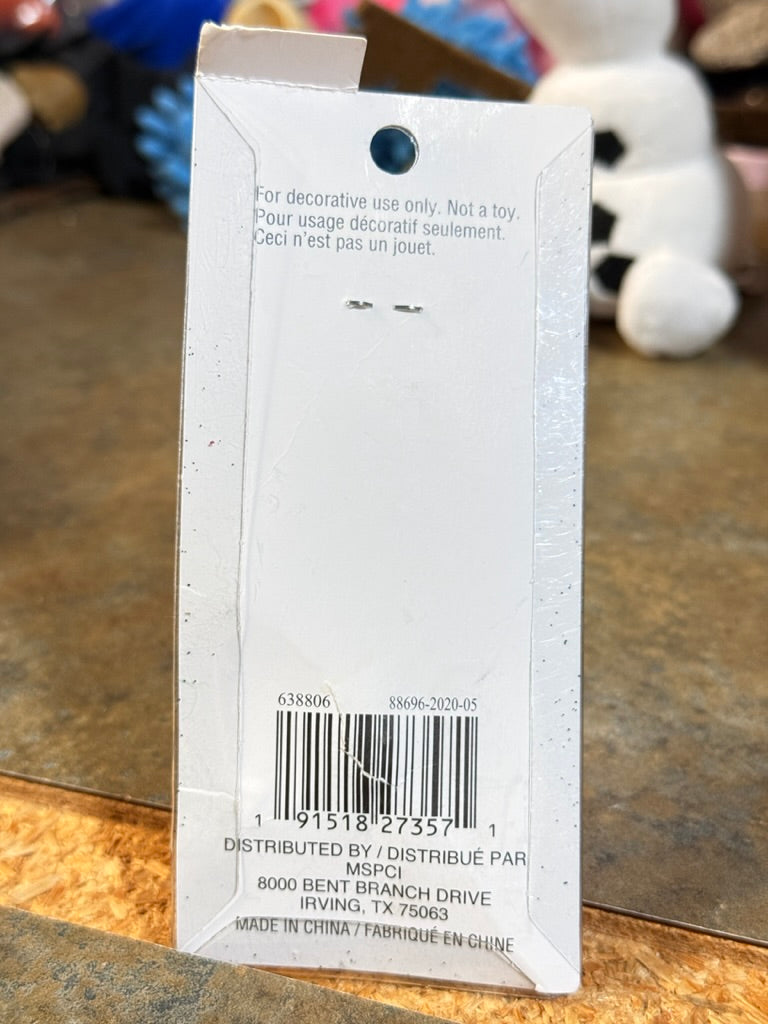 For decorative use only. Not a toy.
Pour usage décoratif seulement.
Ceci n'est pas un jouet.
638806 88696-2020-05
1 91518 27357 1
DISTRIBUTED BY / DISTRIBUÉ PAR
MSPCI
8000 BENT BRANCH DRIVE
IRVING, TX 75063
MADE IN CHINA / FABRIQUÉ EN CHINE